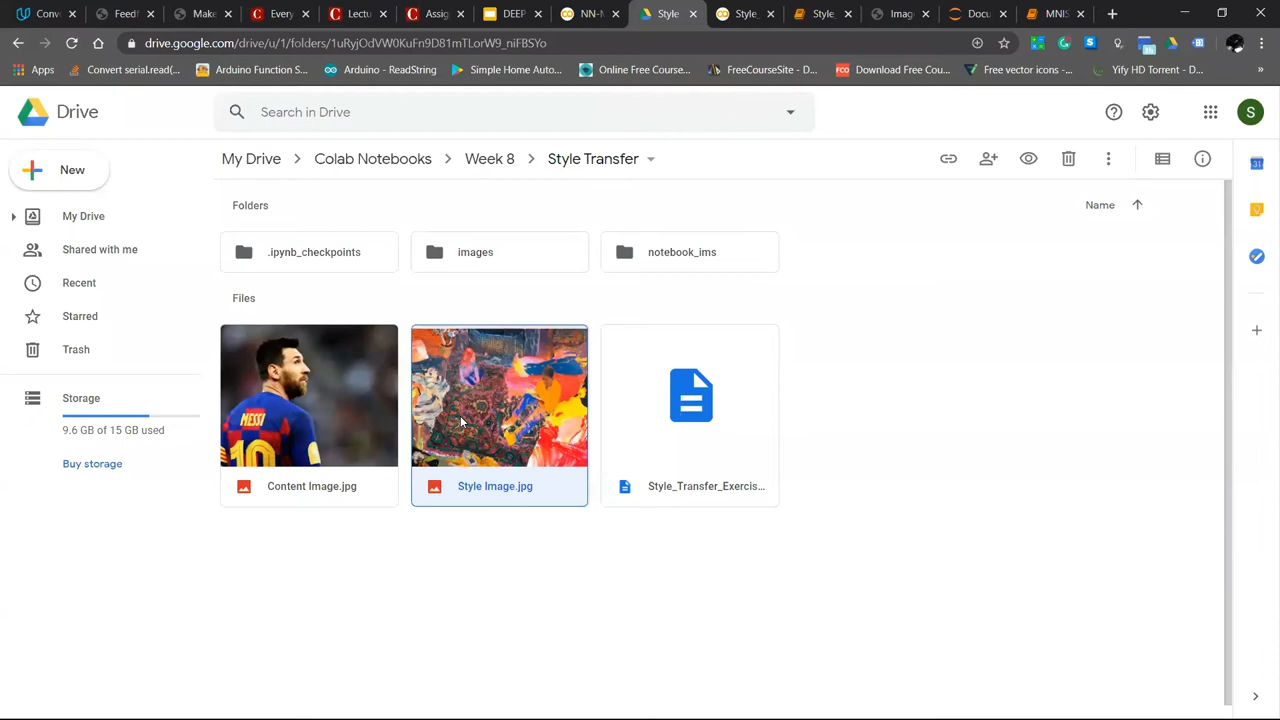 Conv
Feedf
Make
Every
Lectu
Assig
DEEP
NN-M
Style
Style_
Style_
Imag
Docu
MNIS
drive.google.com/drive/u/1/folders/1uRyjOdVW0KuFn9D81mTLorW9_niFBSYo
Apps
Convert serial.read(...
Arduino Function S...
Arduino - ReadString
Simple Home Auto...
Online Free Course...
FreeCourseSite - D...
Download Free Cou...
Free vector icons -...
Yify HD Torrent - D...
Drive
Search in Drive
S
New
My Drive
Colab Notebooks
Week 8
Style Transfer
My Drive
Shared with me
Recent
Starred
Trash
Storage
9.6 GB of 15 GB used
Buy storage
Folders
Name
.ipynb_checkpoints
images
notebook_ims
Files
MESSI
10
Content Image.jpg
Style Image.jpg
Style_Transfer_Exercis...
31